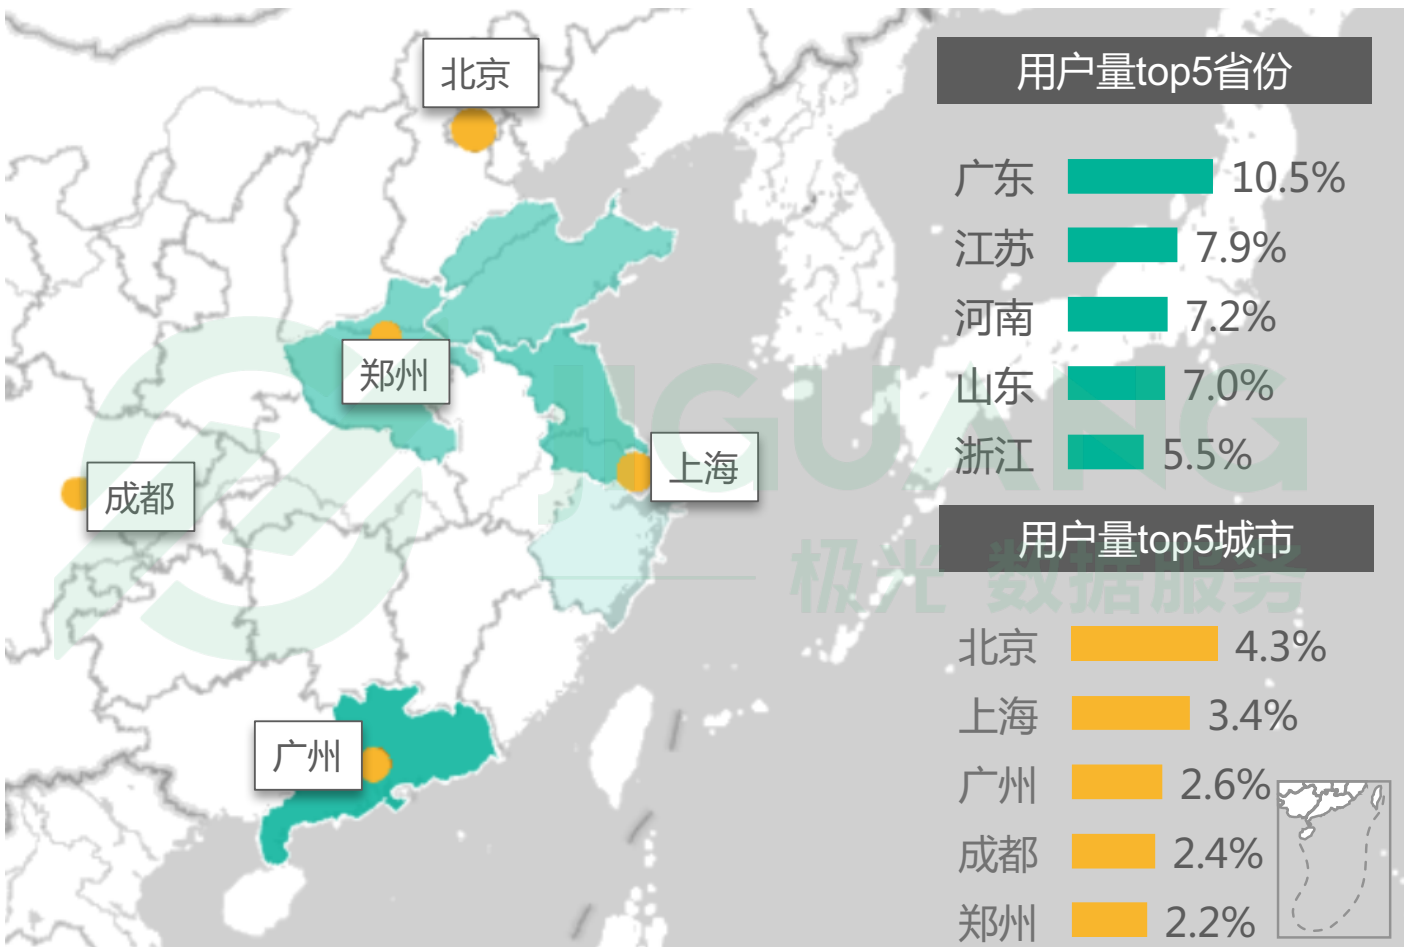 北京
郑州
成都
上海
广州
用户量top5省份
广东 10.5%
江苏 7.9%
河南 7.2%
山东 7.0%
浙江 5.5%
用户量top5城市
北京 4.3%
上海 3.4%
广州 2.6%
成都 2.4%
郑州 2.2%
JIGUANG
极光 数据服务